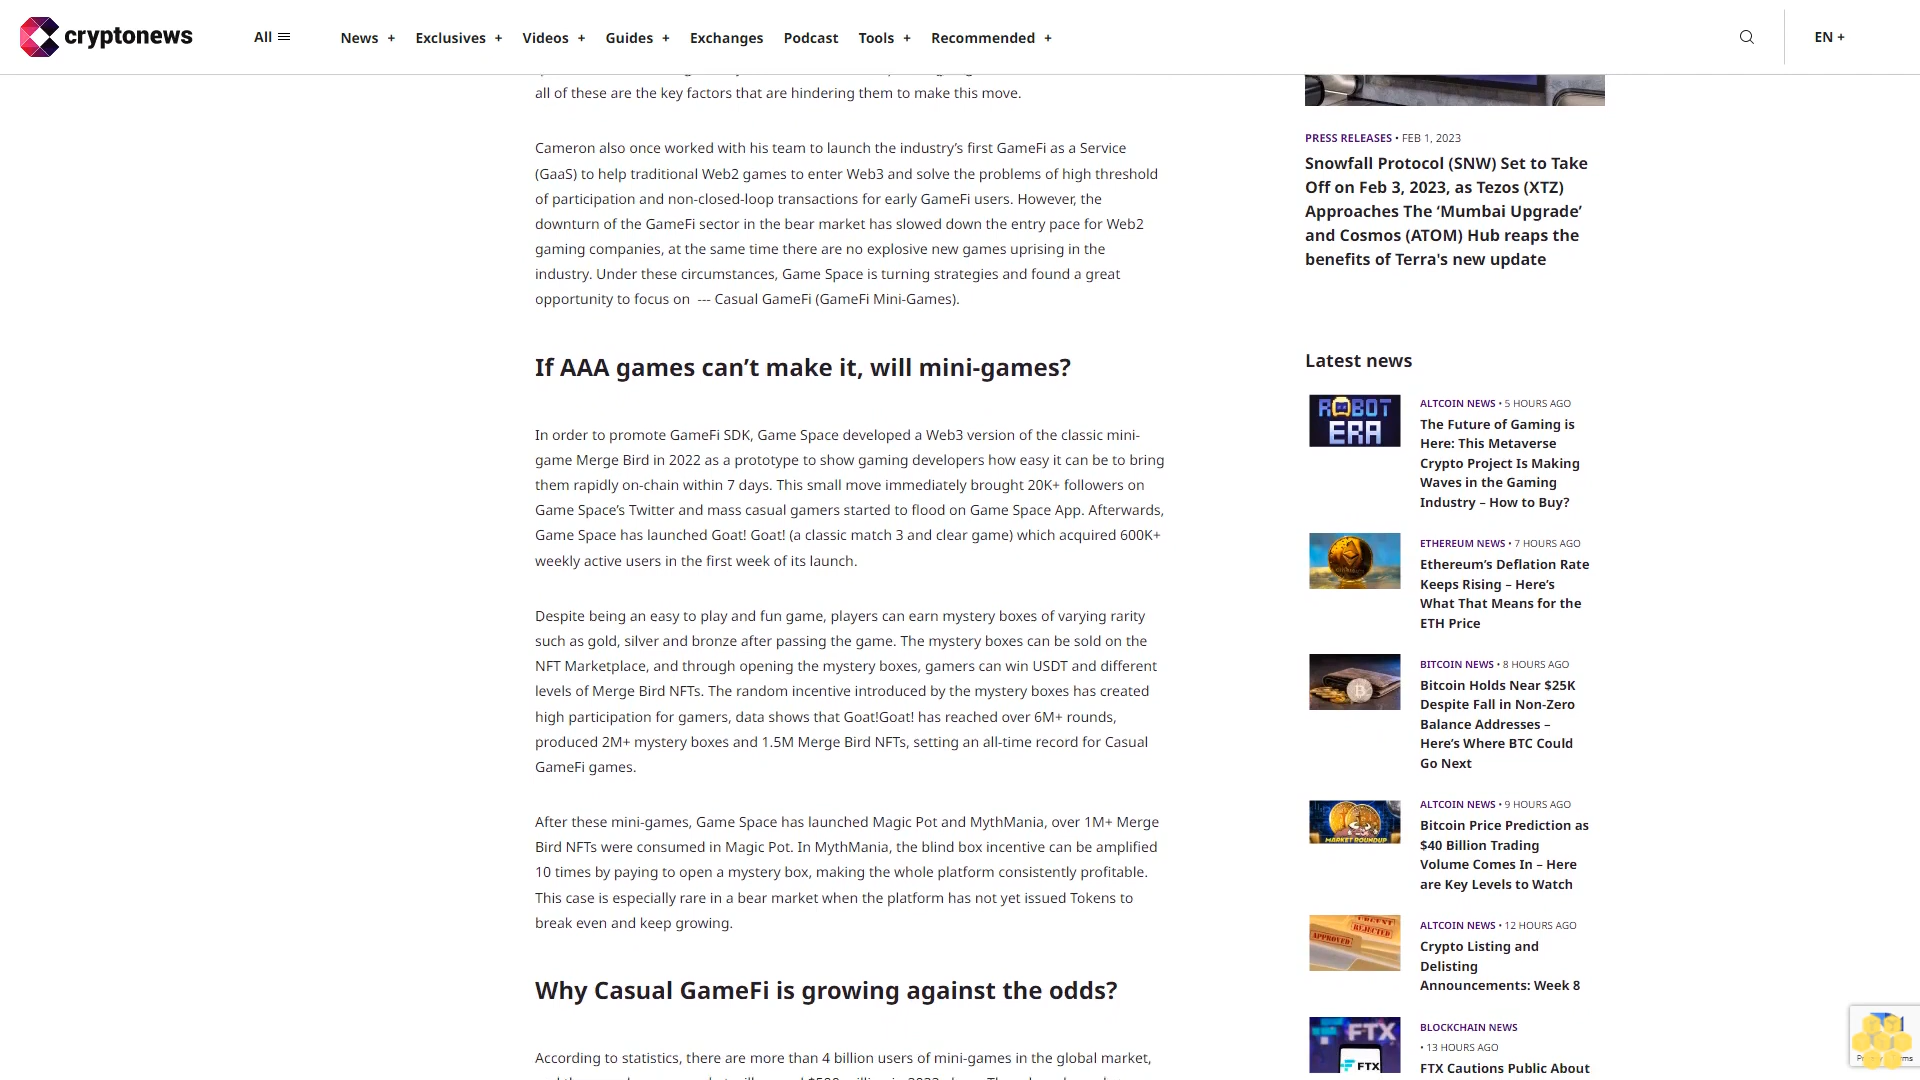 cryptonews
All
News +
Exclusives +
Videos +
Guides +
Exchanges
Podcast
Tools +
Recommended +
EN +
all of these are the key factors that are hindering them to make this move.
Cameron also once worked with his team to launch the industry’s first GameFi as a Service
(GaaS) to help traditional Web2 games to enter Web3 and solve the problems of high threshold
of participation and non-closed-loop transactions for early GameFi users. However, the
downturn of the GameFi sector in the bear market has slowed down the entry pace for Web2
gaming companies, at the same time there are no explosive new games uprising in the
industry. Under these circumstances, Game Space is turning strategies and found a great
opportunity to focus on  --- Casual GameFi (GameFi Mini-Games).
If AAA games can’t make it, will mini-games?
In order to promote GameFi SDK, Game Space developed a Web3 version of the classic mini-
game Merge Bird in 2022 as a prototype to show gaming developers how easy it can be to bring
them rapidly on-chain within 7 days. This small move immediately brought 20K+ followers on
Game Space’s Twitter and mass casual gamers started to flood on Game Space App. Afterwards,
Game Space has launched Goat! Goat! (a classic match 3 and clear game) which acquired 600K+
weekly active users in the first week of its launch.
Despite being an easy to play and fun game, players can earn mystery boxes of varying rarity
such as gold, silver and bronze after passing the game. The mystery boxes can be sold on the
NFT Marketplace, and through opening the mystery boxes, gamers can win USDT and different
levels of Merge Bird NFTs. The random incentive introduced by the mystery boxes has created
high participation for gamers, data shows that Goat!Goat! has reached over 6M+ rounds,
produced 2M+ mystery boxes and 1.5M Merge Bird NFTs, setting an all-time record for Casual
GameFi games.
After these mini-games, Game Space has launched Magic Pot and MythMania, over 1M+ Merge
Bird NFTs were consumed in Magic Pot. In MythMania, the blind box incentive can be amplified
10 times by paying to open a mystery box, making the whole platform consistently profitable.
This case is especially rare in a bear market when the platform has not yet issued Tokens to
break even and keep growing.
Why Casual GameFi is growing against the odds?
According to statistics, there are more than 4 billion users of mini-games in the global market,
PRESS RELEASES • FEB 1, 2023
Snowfall Protocol (SNW) Set to Take
Off on Feb 3, 2023, as Tezos (XTZ)
Approaches The ‘Mumbai Upgrade’
and Cosmos (ATOM) Hub reaps the
benefits of Terra's new update
Latest news
ROBOT
ERA
ALTCOIN NEWS • 5 HOURS AGO
The Future of Gaming is
Here: This Metaverse
Crypto Project Is Making
Waves in the Gaming
Industry – How to Buy?
ETHEREUM NEWS • 7 HOURS AGO
Ethereum’s Deflation Rate
Keeps Rising – Here’s
What That Means for the
ETH Price
BITCOIN NEWS • 8 HOURS AGO
Bitcoin Holds Near $25K
Despite Fall in Non-Zero
Balance Addresses –
Here’s Where BTC Could
Go Next
MARKET ROUNDUP
ALTCOIN NEWS • 9 HOURS AGO
Bitcoin Price Prediction as
$40 Billion Trading
Volume Comes In – Here
are Key Levels to Watch
URGENT
REJECTED
APPROVED
ALTCOIN NEWS • 12 HOURS AGO
Crypto Listing and
Delisting
Announcements: Week 8
FTX
FTX
BLOCKCHAIN NEWS
• 13 HOURS AGO
FTX Cautions Public About